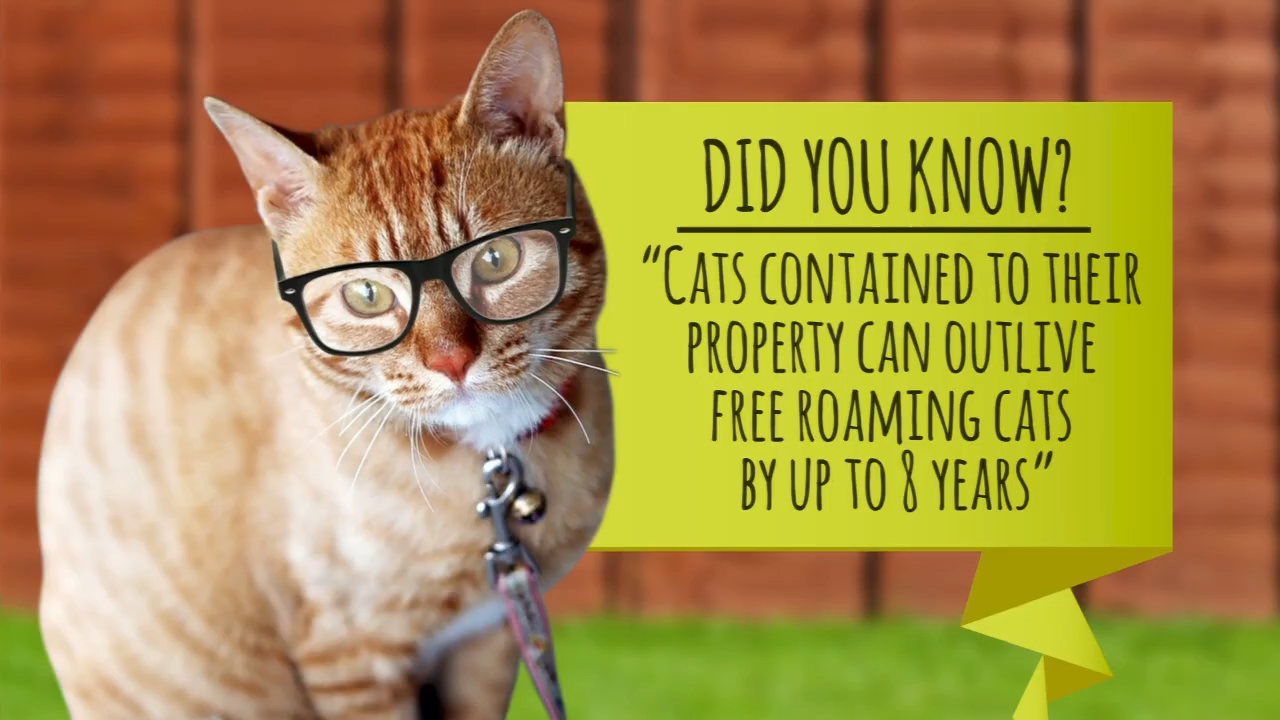 DID YOU KNOW?
“CATS CONTAINED TO THEIR
PROPERTY CAN OUTLIVE
FREE ROAMING CATS
BY UP TO 8 YEARS”